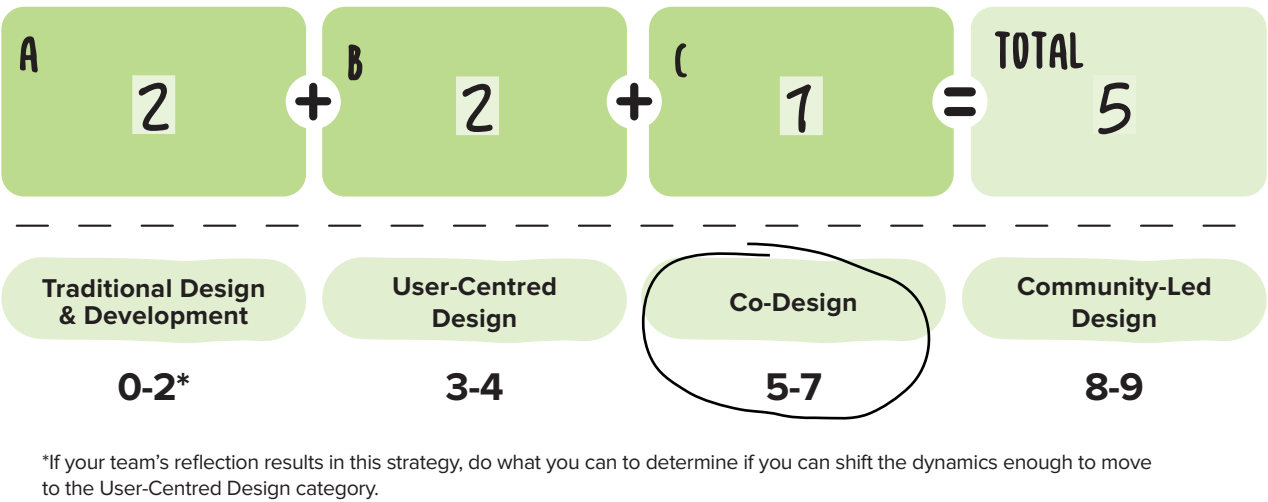 A
2
+
B
2
+
C
1
=
TOTAL
5
Traditional Design
& Development
0-2*
User-Centred
Design
3-4
Co-Design
5-7
Community-Led
Design
8-9
*If your team’s reflection results in this strategy, do what you can to determine if you can shift the dynamics enough to move
to the User-Centred Design category.